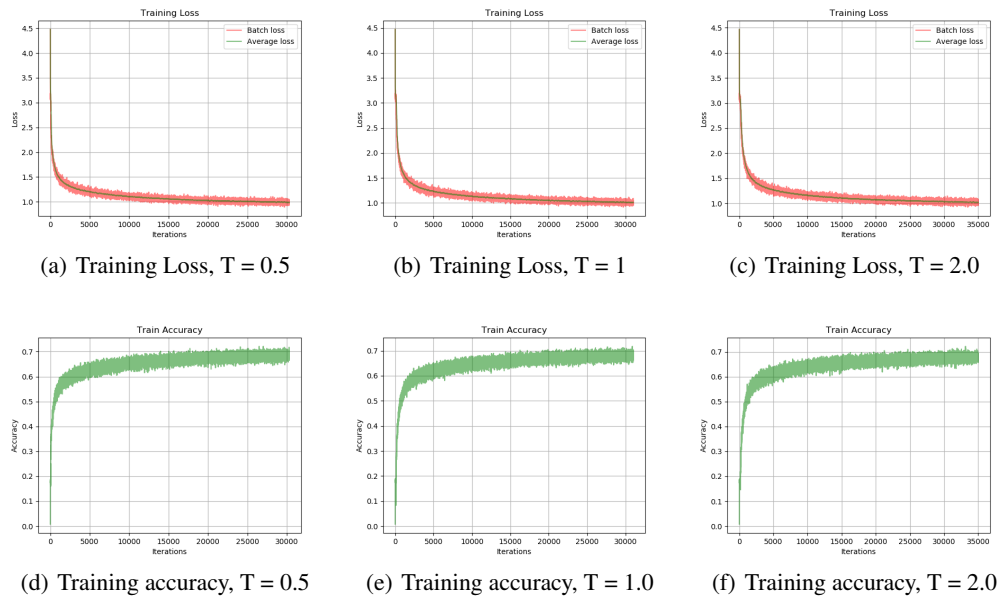 Training Loss
4.5
4.0
3.5
3.0
2.5
2.0
1.5
1.0
Loss
0 5000 10000 15000 20000 25000 30000
Iterations
Batch loss
Average loss
(a) Training Loss, T = 0.5
Training Loss
4.5
4.0
3.5
3.0
2.5
2.0
1.5
1.0
Loss
0 5000 10000 15000 20000 25000 30000
Iterations
Batch loss
Average loss
(b) Training Loss, T = 1
Training Loss
4.5
4.0
3.5
3.0
2.5
2.0
1.5
1.0
Loss
0 5000 10000 15000 20000 25000 30000 35000
Iterations
Batch loss
Average loss
(c) Training Loss, T = 2.0
Train Accuracy
0.7
0.6
0.5
0.4
0.3
0.2
0.1
0.0
Accuracy
0 5000 10000 15000 20000 25000 30000
Iterations
(d) Training accuracy, T = 0.5
Train Accuracy
0.7
0.6
0.5
0.4
0.3
0.2
0.1
0.0
Accuracy
0 5000 10000 15000 20000 25000 30000
Iterations
(e) Training accuracy, T = 1.0
Train Accuracy
0.7
0.6
0.5
0.4
0.3
0.2
0.1
0.0
Accuracy
0 5000 10000 15000 20000 25000 30000 35000
Iterations
(f) Training accuracy, T = 2.0